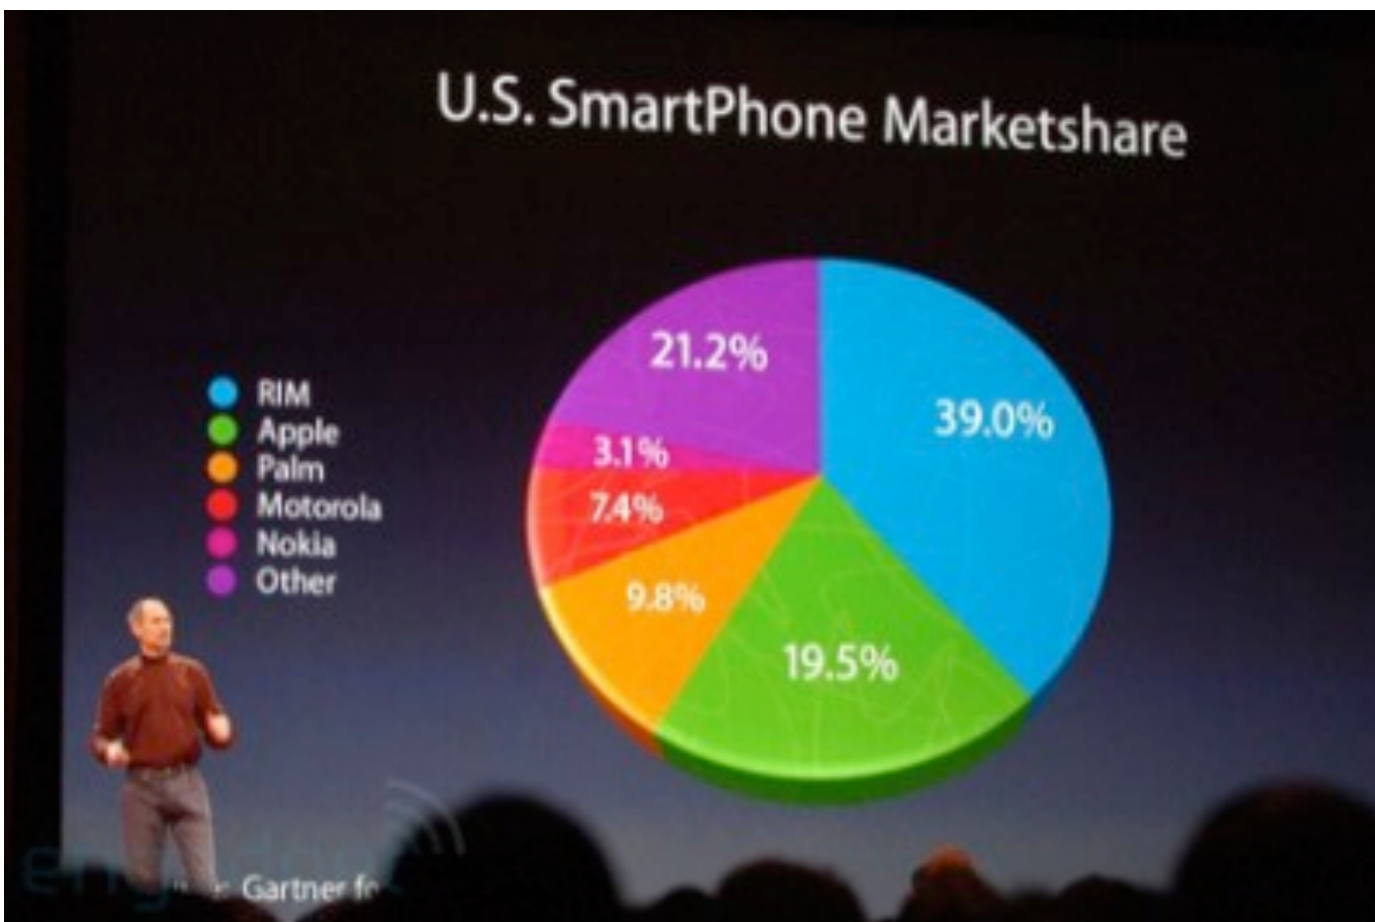 U.S. SmartPhone Marketshare
RIM
Apple
Palm
Motorola
Nokia
Other
21.2%
39.0%
3.1%
7.4%
9.8%
19.5%
Gartner